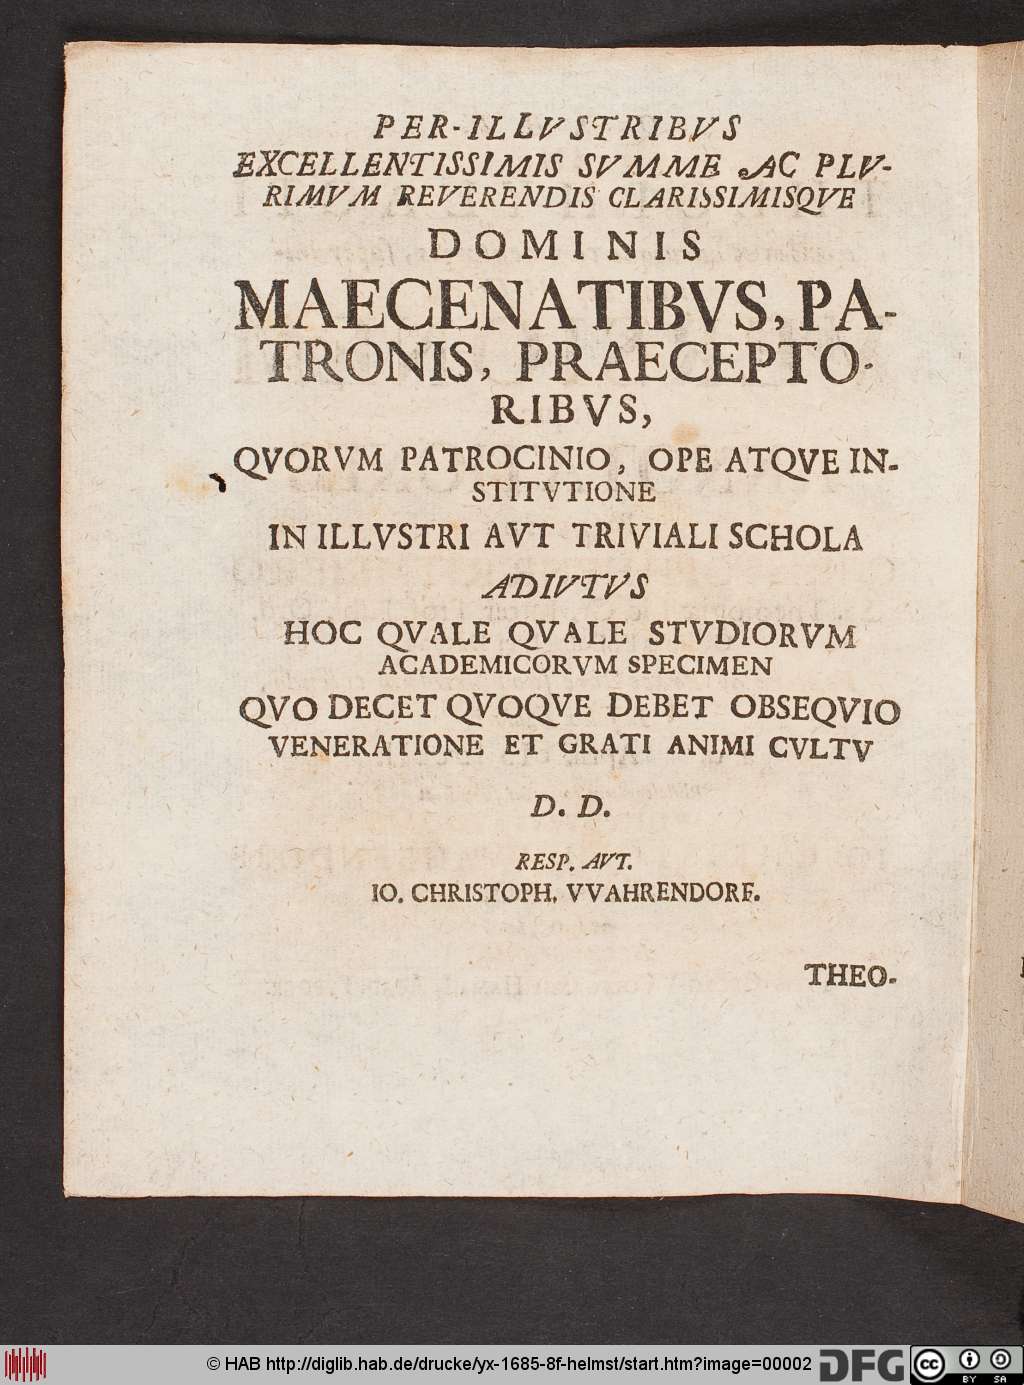 PER-ILLVSTRIBVS
EXCELLENTISSIMIS SVMME AC PLV-
RIMVM REVERENDIS CLARISSIMISQVE
DOMINIS
MAECENATIBVS, PA-
TRONIS, PRAECEPTO-
RIBVS,
QVORVM PATROCINIO, OPE ATQVE IN-
STITVTIONE
IN ILLVSTRI AVT TRIVIALI SCHOLA
ADIVTVS
HOC QVALE QVALE STVDIORVM
ACADEMICORVM SPECIMEN
QVO DECET QVOQVE DEBET OBSEQVIO
VENERATIONE ET GRATI ANIMI CVLTV
D. D.
RESP. AVT.
IO. CHRISTOPH. VVAHRENDORF.
THEO-
© HAB http://diglib.hab.de/drucke/yx-1685-8f-helmst/start.htm?image=00002
DFG
cc BY SA